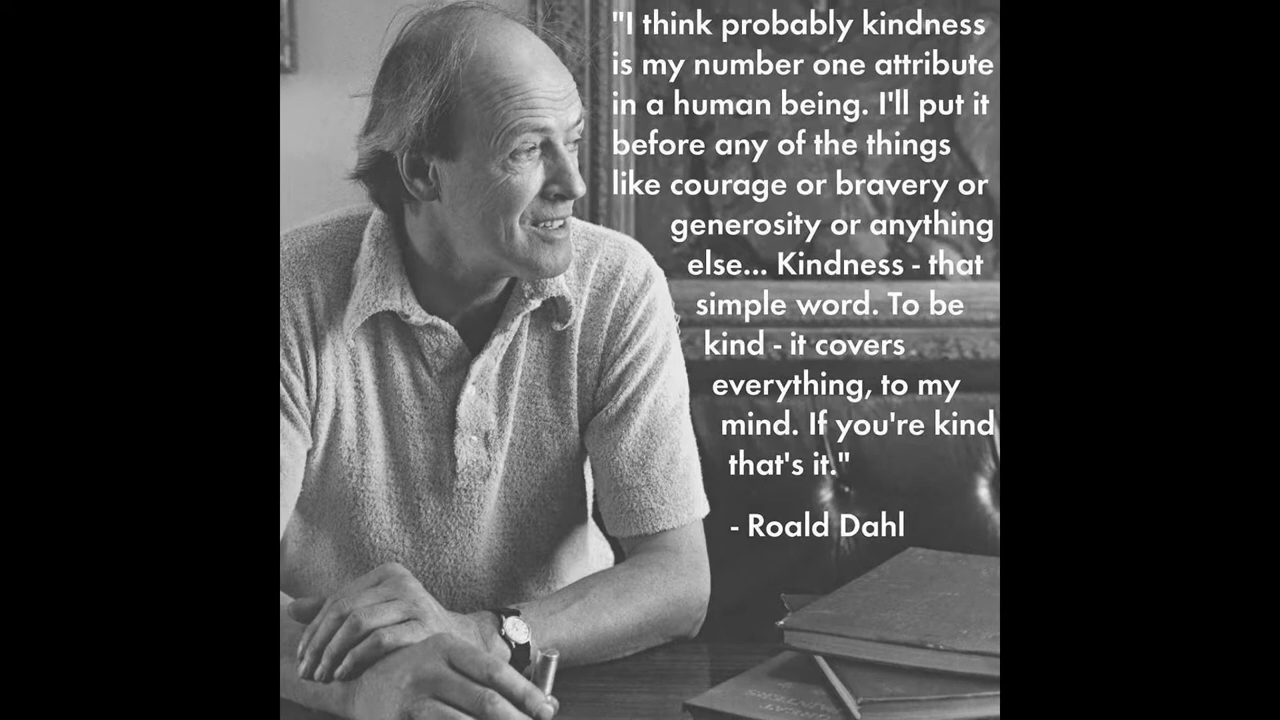 "I think probably kindness
is my number one attribute
in a human being. I'll put it
before any of the things
like courage or bravery or
generosity or anything
else... Kindness - that
simple word. To be
kind - it covers
everything, to my
mind. If you're kind
that's it."
- Roald Dahl